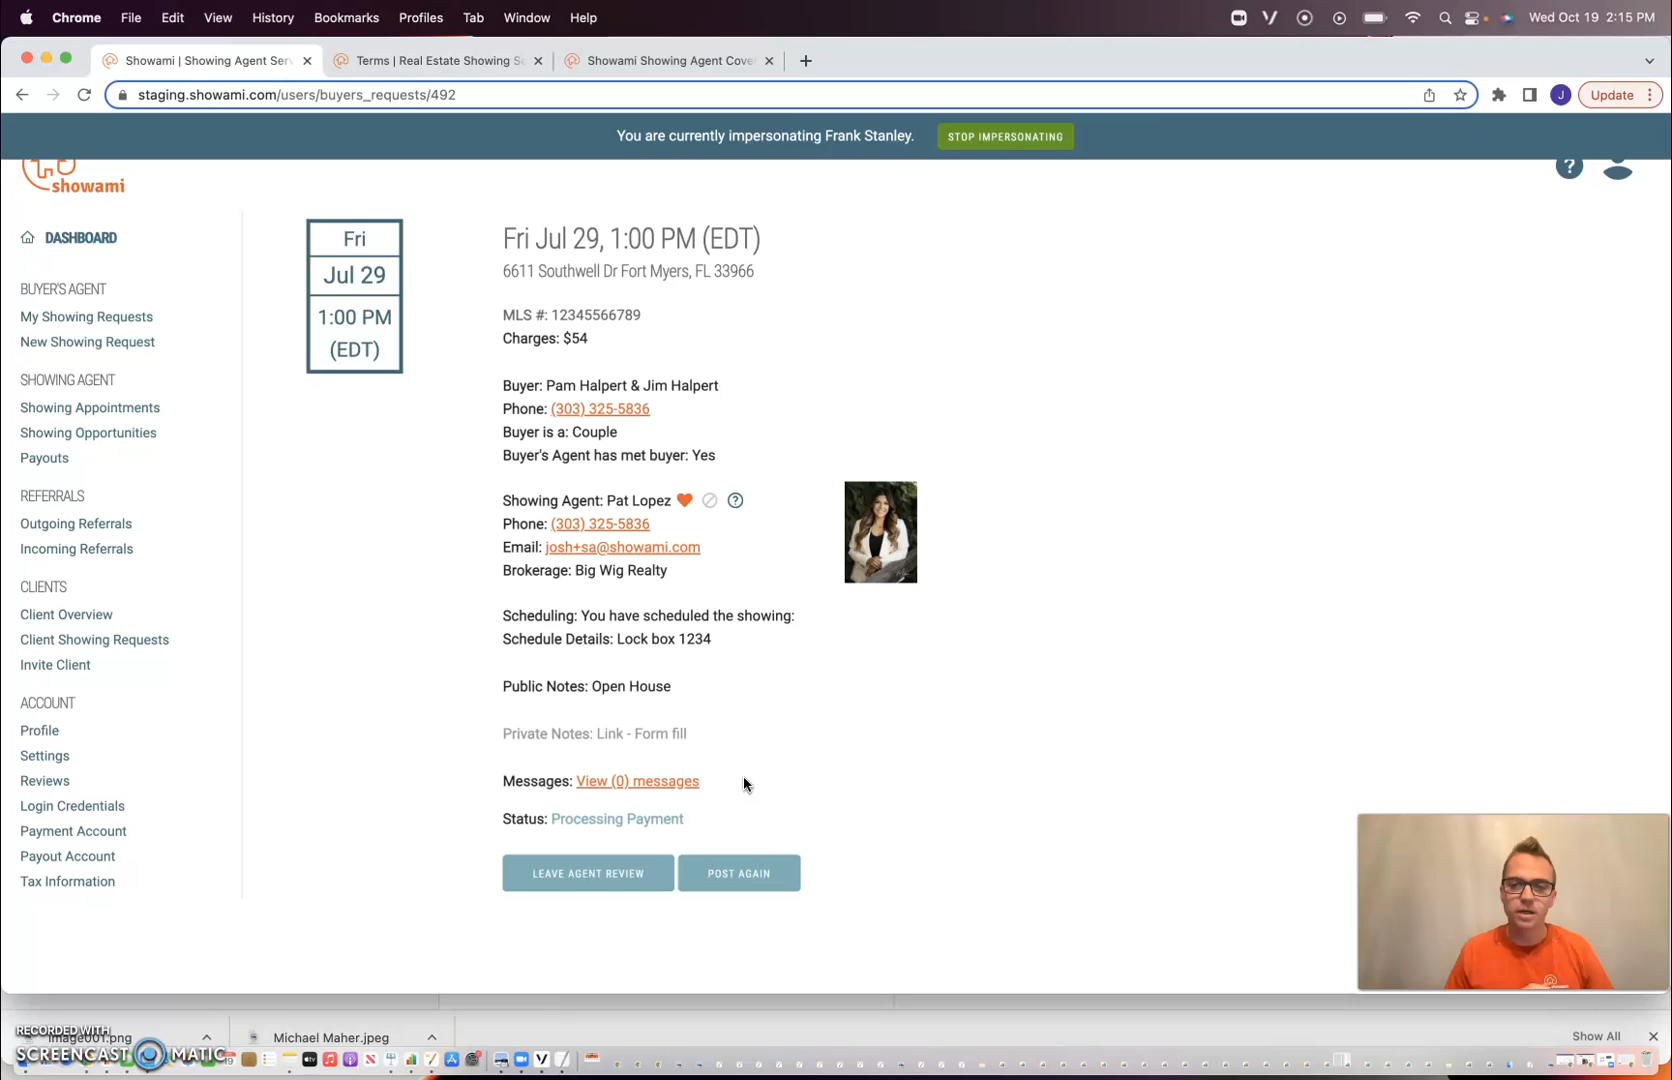 Chrome File Edit View History Bookmarks Profiles Tab Window Help Wed Oct 19 2:15 PM
Showami | Showing Agent Serv
Terms | Real Estate Showing Se
Showami Showing Agent Cove
staging.showami.com/users/buyers_requests/492
J
Update
You are currently impersonating Frank Stanley.
STOP IMPERSONATING
showami
?
DASHBOARD
BUYER'S AGENT
My Showing Requests
New Showing Request
SHOWING AGENT
Showing Appointments
Showing Opportunities
Payouts
REFERRALS
Outgoing Referrals
Incoming Referrals
CLIENTS
Client Overview
Client Showing Requests
Invite Client
ACCOUNT
Profile
Settings
Reviews
Login Credentials
Payment Account
Payout Account
Tax Information
Fri
Jul 29
1:00 PM
(EDT)
Fri Jul 29, 1:00 PM (EDT)
6611 Southwell Dr Fort Myers, FL 33966
MLS #: 12345566789
Charges: $54
Buyer: Pam Halpert & Jim Halpert
Phone: (303) 325-5836
Buyer is a: Couple
Buyer's Agent has met buyer: Yes
Showing Agent: Pat Lopez ?
Phone: (303) 325-5836
Email: josh+sa@showami.com
Brokerage: Big Wig Realty
Scheduling: You have scheduled the showing:
Schedule Details: Lock box 1234
Public Notes: Open House
Private Notes: Link - Form fill
Messages: View (0) messages
Status: Processing Payment
LEAVE AGENT REVIEW
POST AGAIN
image001.png
Michael Maher.jpeg
Show All
RECORDED WITH
SCREENCAST MATIC